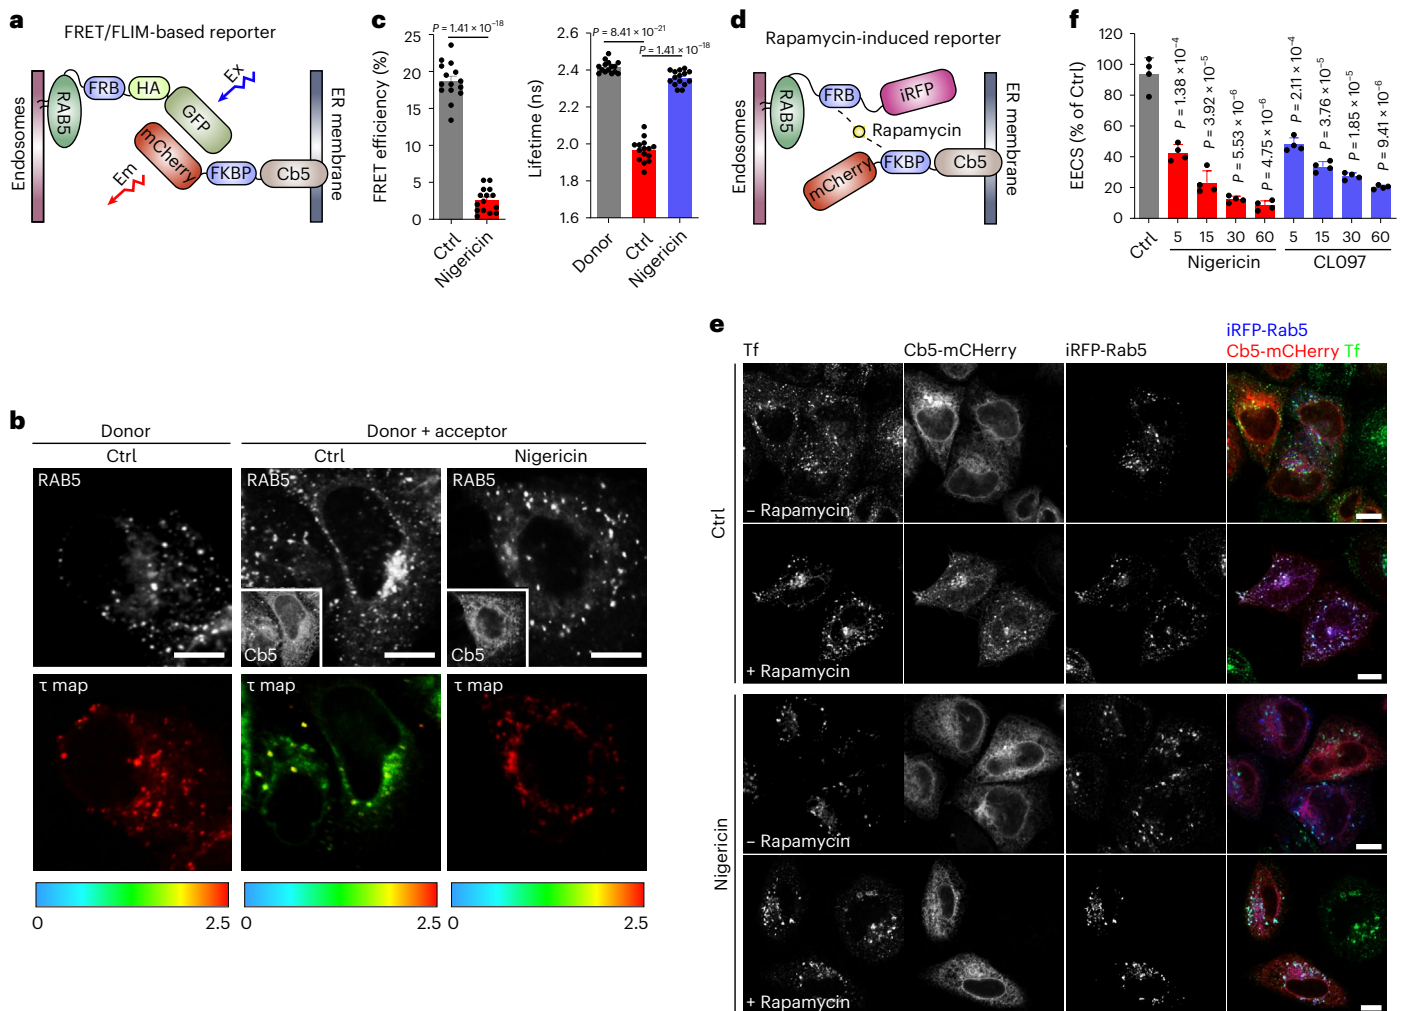 a
FRET/FLIM-based reporter
Endosomes
RAB5
FRB
HA
GFP
Ex
mCherry
Em
FKBP
Cb5
ER membrane
c
P = 1.41 × 10⁻¹⁸
FRET efficiency (%)
25
20
15
10
5
0
Ctrl
Nigericin
P = 8.41 × 10⁻²¹
P = 1.41 × 10⁻¹⁸
Lifetime (ns)
2.6
2.4
2.2
2.0
1.8
1.6
Donor
Ctrl
Nigericin
d
Rapamycin-induced reporter
Endosomes
RAB5
FRB
iRFP
Rapamycin
mCherry
FKBP
Cb5
ER membrane
f
EECS (% of Ctrl)
120
100
80
60
40
20
0
P = 1.38 × 10⁻⁴
P = 3.92 × 10⁻⁵
P = 5.53 × 10⁻⁶
P = 4.75 × 10⁻⁶
P = 2.11 × 10⁻⁴
P = 3.76 × 10⁻⁵
P = 1.85 × 10⁻⁵
P = 9.41 × 10⁻⁶
Ctrl
5 15 30 60 5 15 30 60
Nigericin CL097
b
Donor Donor + acceptor
Ctrl Ctrl Nigericin
RAB5 RAB5 RAB5
Cb5 Cb5
τ map τ map τ map
0 2.5 0 2.5 0 2.5
e
iRFP-Rab5
Tf Cb5-mCHerry iRFP-Rab5 Cb5-mCherry Tf
Ctrl
– Rapamycin
+ Rapamycin
Nigericin
– Rapamycin
+ Rapamycin